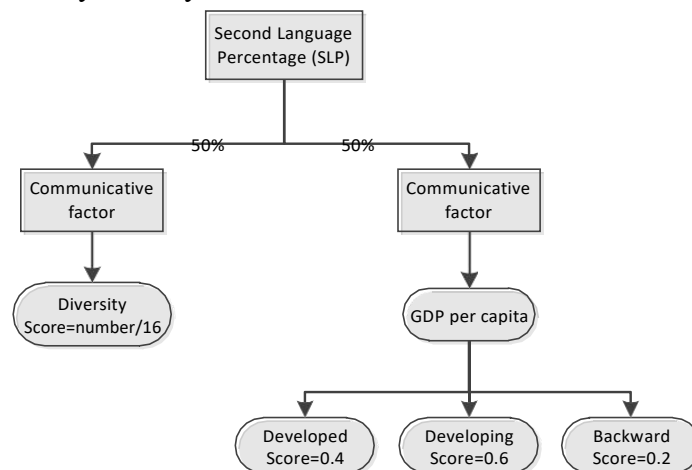 Second Language
Percentage (SLP)
50%
50%
Communicative
factor
Communicative
factor
Diversity
Score=number/16
GDP per capita
Developed
Score=0.4
Developing
Score=0.6
Backward
Score=0.2